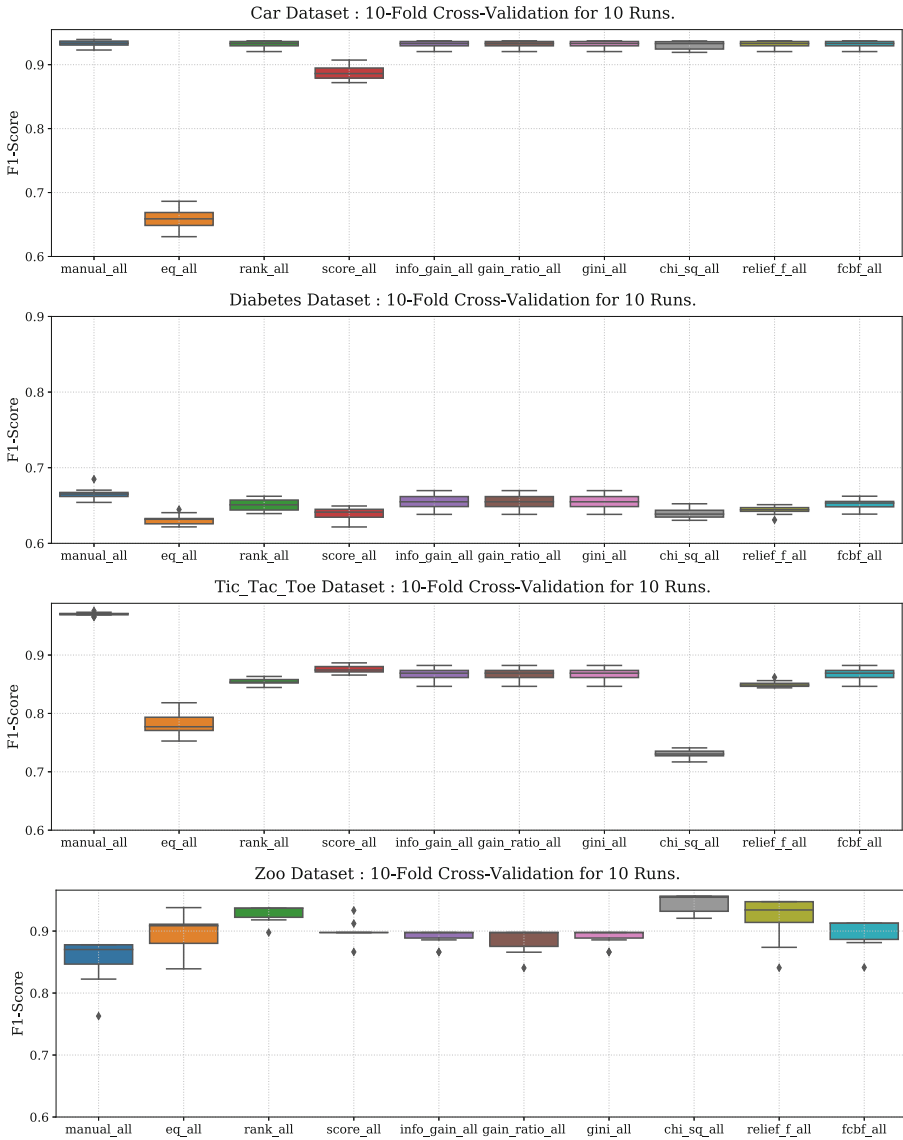 Car Dataset : 10-Fold Cross-Validation for 10 Runs.
F1-Score
0.9
0.8
0.7
0.6
manual_all eq_all rank_all score_all info_gain_all gain_ratio_all gini_all chi_sq_all relief_f_all fcbf_all
Diabetes Dataset : 10-Fold Cross-Validation for 10 Runs.
F1-Score
0.9
0.8
0.7
0.6
manual_all eq_all rank_all score_all info_gain_all gain_ratio_all gini_all chi_sq_all relief_f_all fcbf_all
Tic_Tac_Toe Dataset : 10-Fold Cross-Validation for 10 Runs.
F1-Score
0.9
0.8
0.7
0.6
manual_all eq_all rank_all score_all info_gain_all gain_ratio_all gini_all chi_sq_all relief_f_all fcbf_all
Zoo Dataset : 10-Fold Cross-Validation for 10 Runs.
F1-Score
0.9
0.8
0.7
0.6
manual_all eq_all rank_all score_all info_gain_all gain_ratio_all gini_all chi_sq_all relief_f_all fcbf_all